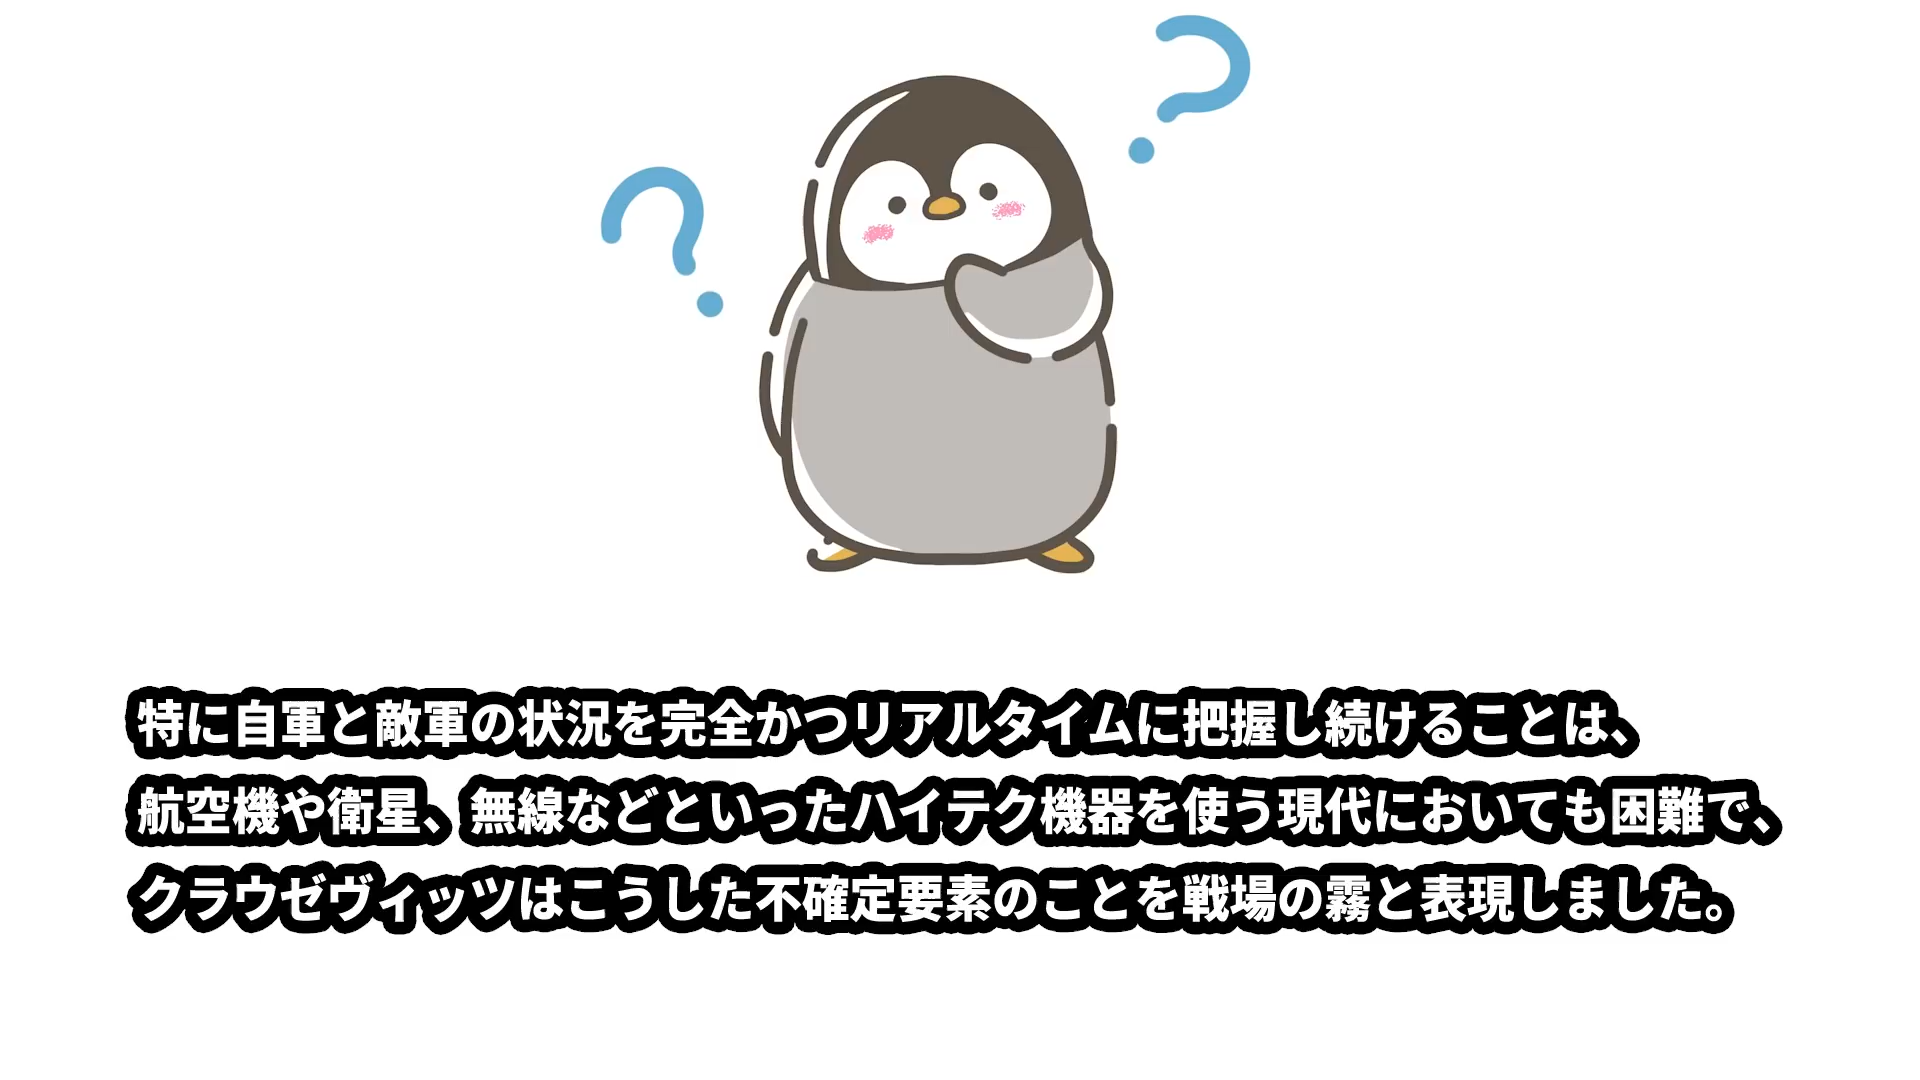 特に自軍と敵軍の状況を完全かつリアルタイムに把握し続けることは、
航空機や衛星、無線などといったハイテク機器を使う現代においても困難で、
クラウゼヴィッツはこうした不確定要素のことを戦場の霧と表現しました。